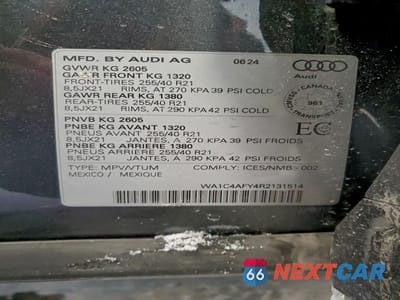 MFD. BY AUDI AG 0624
GVWR KG 2605
GAWR FRONT KG 1320
FRONT-TIRES 255/40 R21
8,5JX21 RIMS, AT 270 KPA 39 PSI COLD
GAWR REAR KG 1380
REAR-TIRES 255/40 R21
8,5JX21 RIMS, AT 290 KPA 42 PSI COLD
Audi
CANADA
TRANSPORT
961
EC
PNVB KG 2605
PNBE KG AVANT 1320
PNEUS AVANT 255/40 R21
8,5JX21 JANTES, A 270 KPA 39 PSI FROIDS
PNBE KG ARRIERE 1380
PNEUS ARRIERE 255/40 R21
8,5JX21 JANTES, A 290 KPA 42 PSI FROIDS
TYPE: MPV/VTUM COMPLY: ICES/NMB-002
MEXICO / MEXIQUE
WA1C4AFY4R2131514
66 NEXTCAR